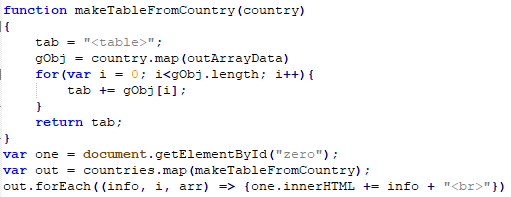 function makeTableFromCountry(country)
{
    tab = "<table>";
    gObj = country.map(outArrayData)
    for(var i = 0; i<gObj.length; i++){
        tab += gObj[i];
    }
    return tab;
}
var one = document.getElementById("zero");
var out = countries.map(makeTableFromCountry);
out.forEach((info, i, arr) => {one.innerHTML += info + "<br>"})